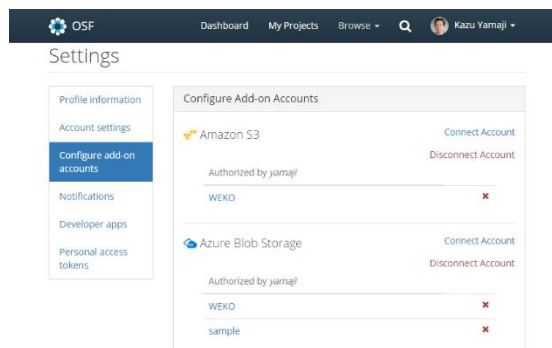 OSF Dashboard My Projects Browse Kazu Yamaji
Settings
Profile information
Account settings
Configure add-on
accounts
Notifications
Developer apps
Personal access
tokens
Configure Add-on Accounts
Amazon S3 Connect Account
Disconnect Account
Authorized by yamaji
WEKO
Azure Blob Storage Connect Account
Disconnect Account
Authorized by yamaji
WEKO
sample